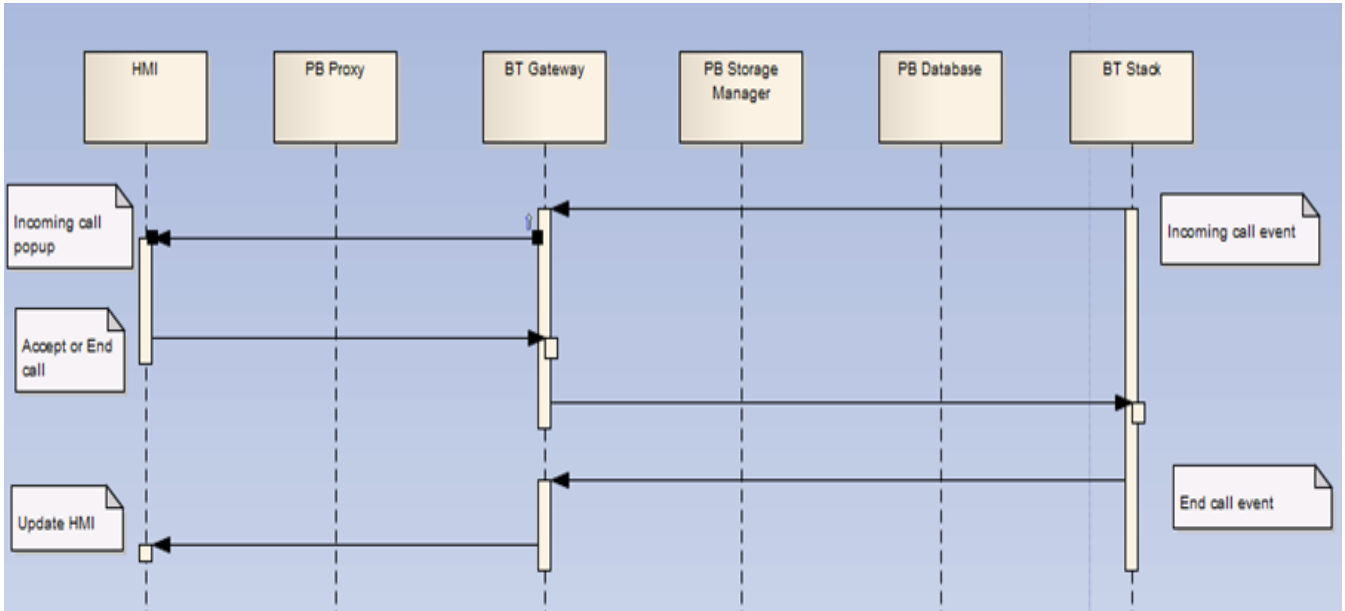 HMI
PB Proxy
BT Gateway
PB Storage
Manager
PB Database
BT Stack
Incoming call
popup
Incoming call event
Accept or End
call
End call event
Update HMI